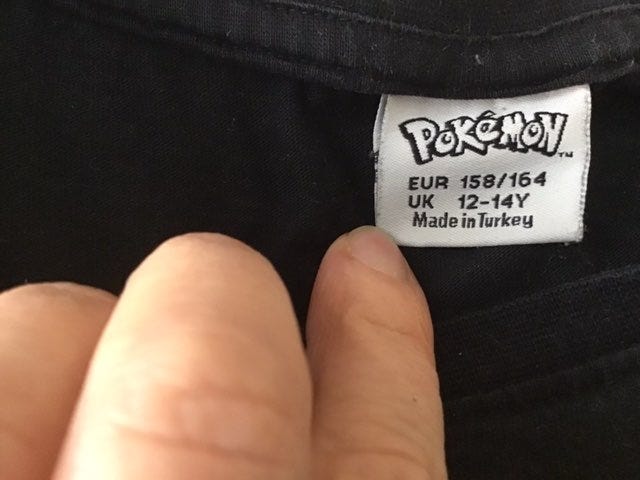 POKéMON™
EUR 158/164
UK 12-14Y
Made in Turkey